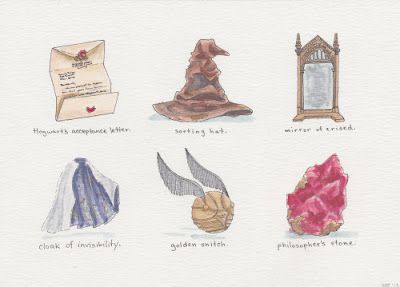 Hogwarts acceptance letter.
sorting hat.
mirror of erised.
cloak of invisibility.
golden snitch.
philosopher's stone.